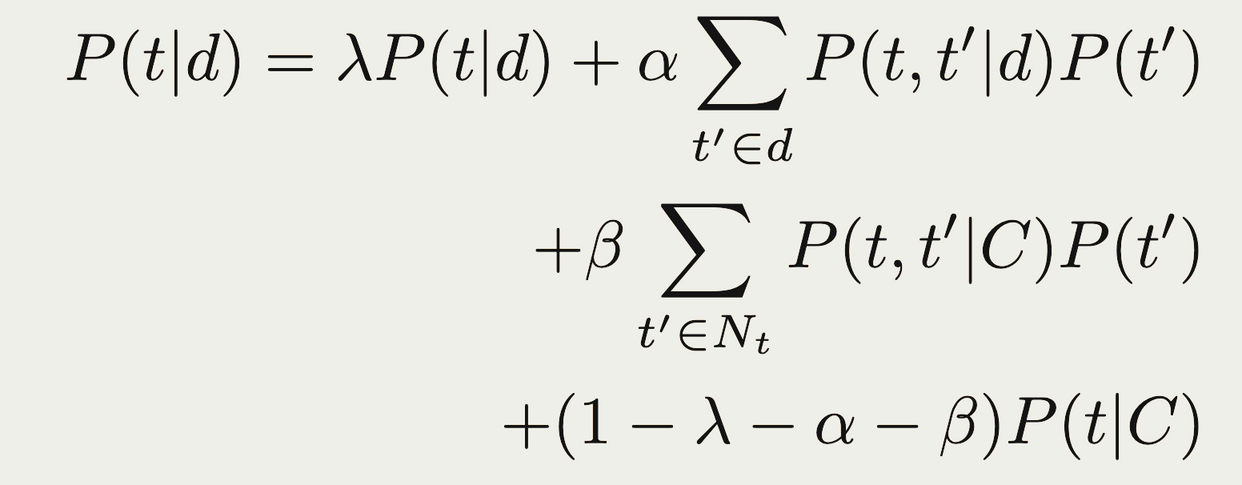 P(t|d) = λP(t|d) + α ∑_{t′∈d} P(t, t′|d)P(t′)
+β ∑_{t′∈N_t} P(t, t′|C)P(t′)
+(1 − λ − α − β)P(t|C)